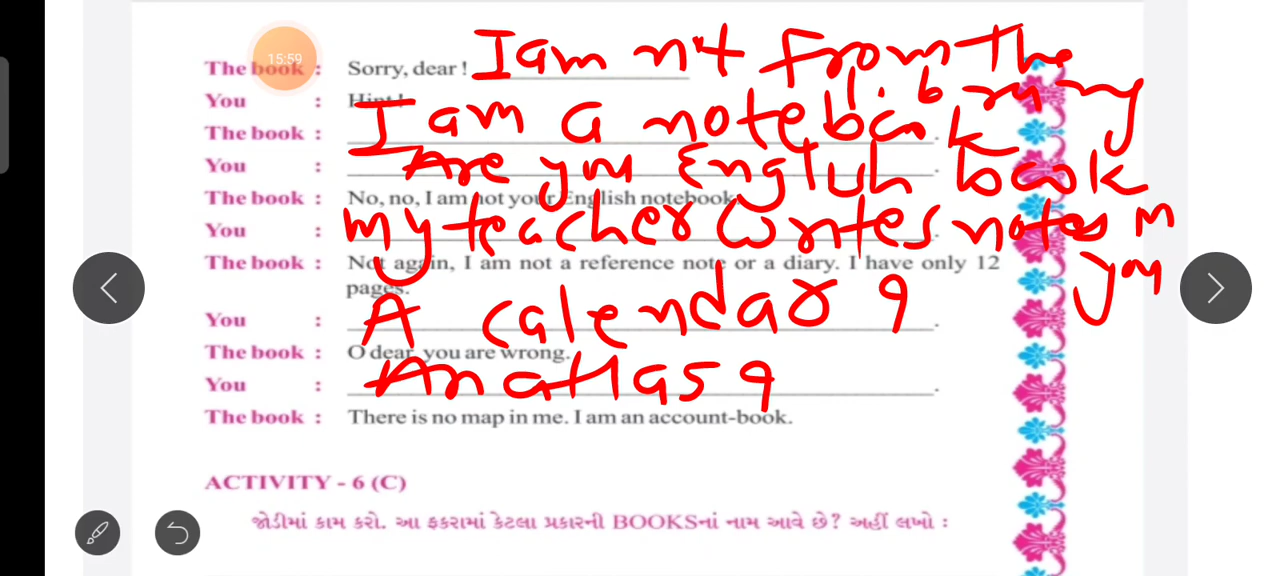 The book : Sorry, dear ! I am not from the
library
You : Hint !
The book : I am a notebook.
You : Are you English book.
The book : No, no, I am not your English notebook.
You : my teacher writes notes in
you
The book : Not again, I am not a reference note or a diary. I have only 12
pages.
You : A calendar ?
The book : O dear, you are wrong.
You : An atlas ?
The book : There is no map in me. I am an account-book.
ACTIVITY - 6 (C)
જોડીમાં કામ કરો. આ ફકરામાં કેટલા પ્રકારની BOOKSનાં નામ આવે છે? અહીં લખો :
15:59